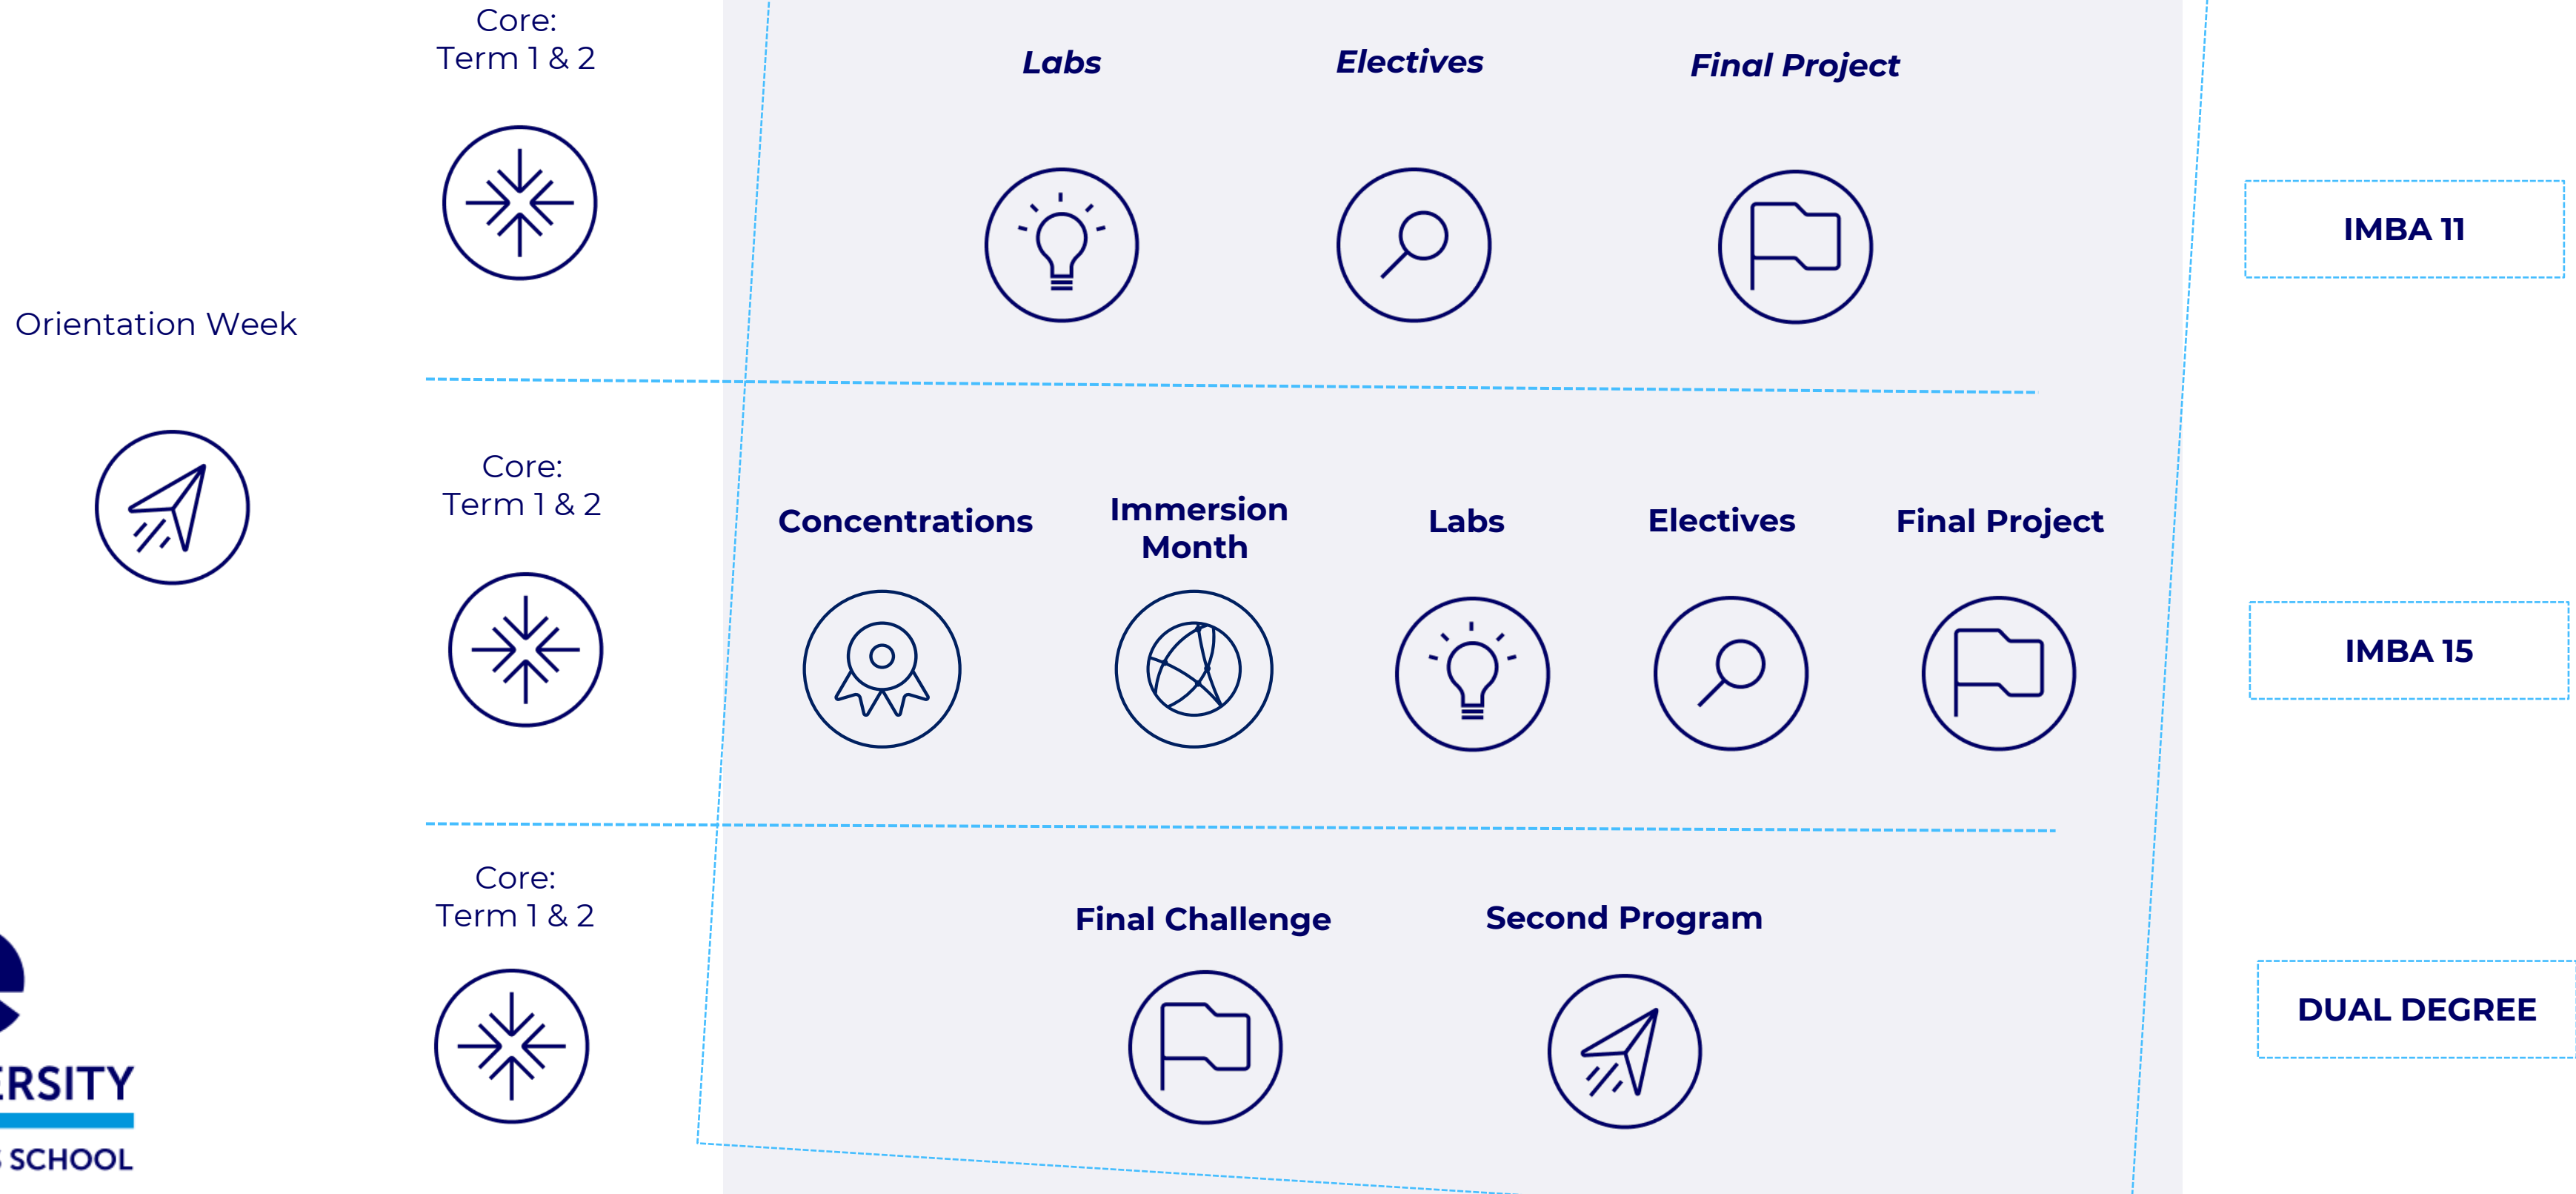 Core:
Term 1 & 2
Labs
Electives
Final Project
IMBA 11
Orientation Week
Core:
Term 1 & 2
Concentrations
Immersion
Month
Labs
Electives
Final Project
IMBA 15
Core:
Term 1 & 2
Final Challenge
Second Program
DUAL DEGREE
ERSITY
S SCHOOL